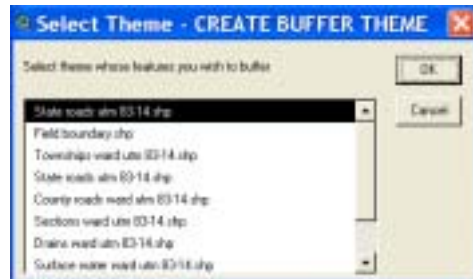 Select Theme - CREATE BUFFER THEME
Select theme whose features you wish to buffer
OK
State roads utm 83-14.shp
Cancel
Field boundary.shp
Townships ward utm 83-14.shp
State roads utm 83-14.shp
County roads ward utm 83-14.shp
Sections ward utm 83-14.shp
Drains ward utm 83-14.shp
Surface water ward utm 83-14.shp